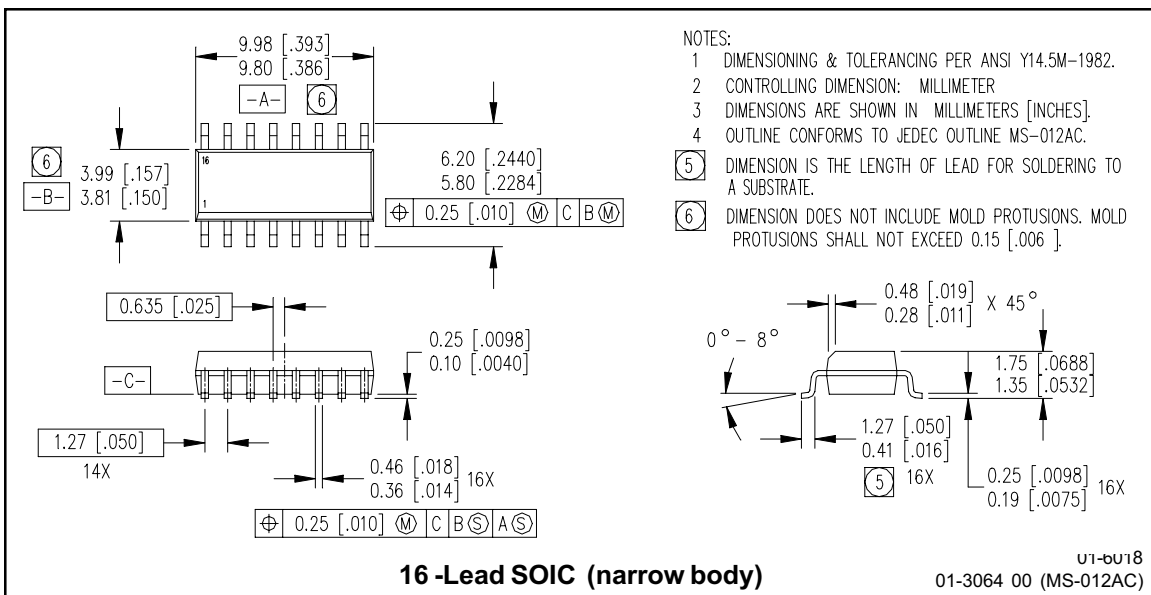 9.98 [.393]
9.80 [.386]
-A- 6
16
1
6
3.99 [.157]
3.81 [.150]
-B-
6.20 [.2440]
5.80 [.2284]
⌖ 0.25 [.010] Ⓜ C B Ⓜ
NOTES:
1 DIMENSIONING & TOLERANCING PER ANSI Y14.5M-1982.
2 CONTROLLING DIMENSION: MILLIMETER
3 DIMENSIONS ARE SHOWN IN MILLIMETERS [INCHES].
4 OUTLINE CONFORMS TO JEDEC OUTLINE MS-012AC.
5 DIMENSION IS THE LENGTH OF LEAD FOR SOLDERING TO
A SUBSTRATE.
6 DIMENSION DOES NOT INCLUDE MOLD PROTUSIONS. MOLD
PROTUSIONS SHALL NOT EXCEED 0.15 [.006 ].
0.635 [.025]
0.25 [.0098]
0.10 [.0040]
-C-
1.27 [.050]
14X
0.46 [.018]
0.36 [.014] 16X
⌖ 0.25 [.010] Ⓜ C B Ⓢ A Ⓢ
0.48 [.019]
0.28 [.011] X 45°
0° - 8°
1.75 [.0688]
1.35 [.0532]
1.27 [.050]
0.41 [.016]
5 16X
0.25 [.0098]
0.19 [.0075] 16X
16 -Lead SOIC (narrow body)
01-6018
01-3064 00 (MS-012AC)